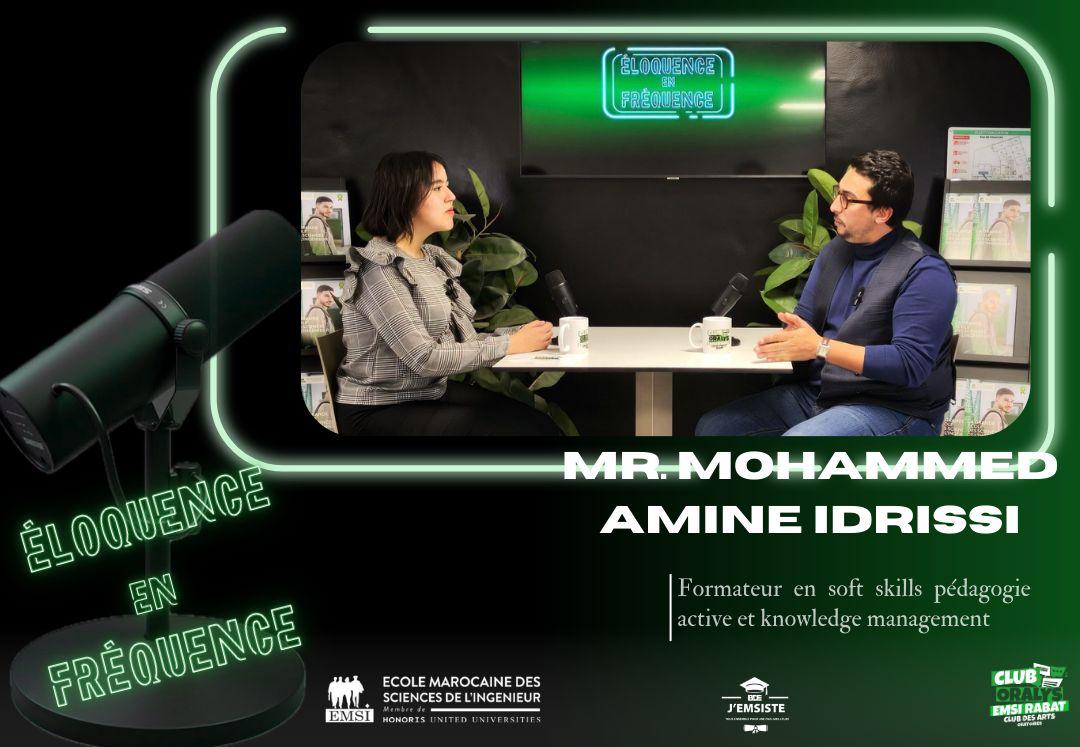 ÉLOQUENCE
EN
FRÉQUENCE
ORALYS
MR. MOHAMMED
AMINE IDRISSI
Formateur en soft skills pédagogie
active et knowledge management
ÉLOQUENCE
EN
FRÉQUENCE
EMSI
ECOLE MAROCAINE DES
SCIENCES DE L'INGENIEUR
Membre de
HONORIS UNITED UNIVERSITIES
BDE
J'EMSISTE
CLUB
ORALYS
EMSI RABAT
CLUB DES ARTS
ORATOIRES